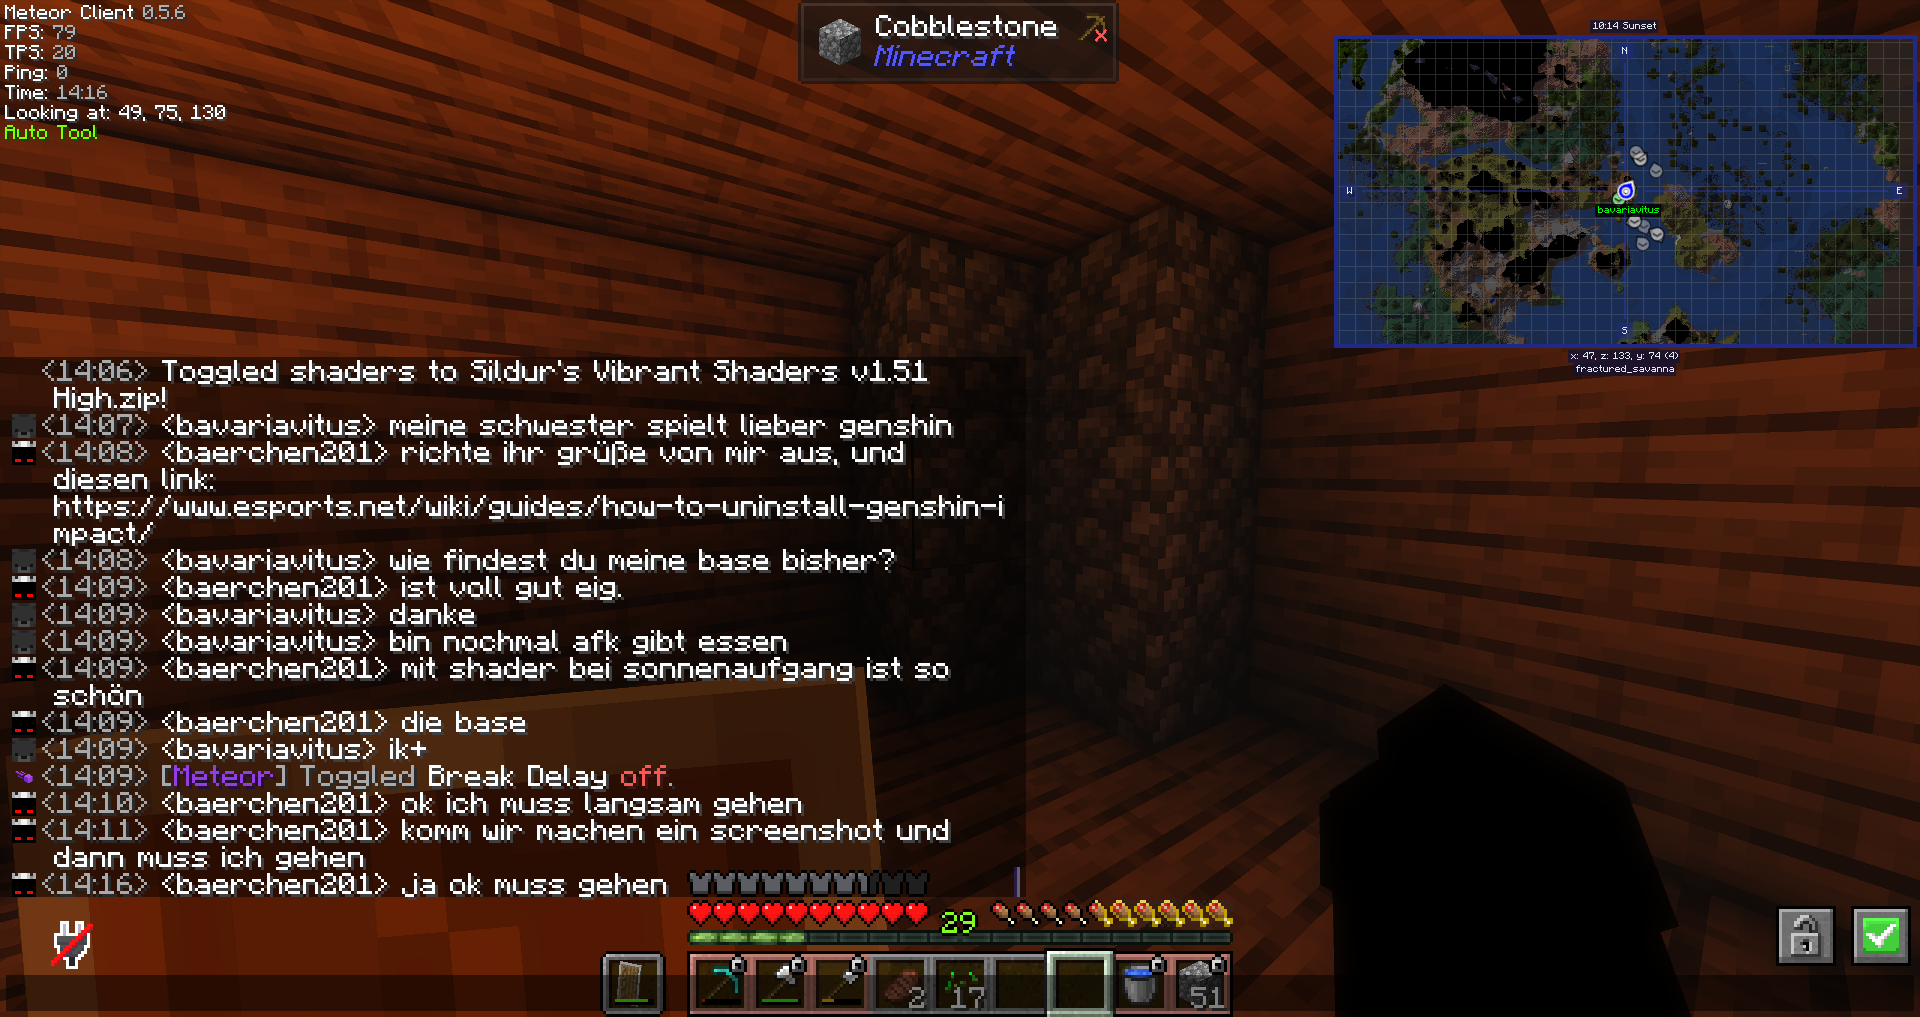 Meteor Client 0.5.6
FPS: 79
TPS: 20
Ping: 0
Time: 14:16
Looking at: 49, 75, 130
Auto Tool
Cobblestone
Minecraft
10:14 Sunset
N
W
E
bavariavitus
S
x: 47, z: 133, y: 74 (4)
fractured_savanna
<14:06> Toggled shaders to Sildur's Vibrant Shaders v1.51
High.zip!
<14:07> <bavariavitus> meine schwester spielt lieber genshin
<14:08> <baerchen201> richte ihr grüße von mir aus, und
diesen link:
https://www.esports.net/wiki/guides/how-to-uninstall-genshin-i
mpact/
<14:08> <bavariavitus> wie findest du meine base bisher?
<14:09> <baerchen201> ist voll gut eig.
<14:09> <bavariavitus> danke
<14:09> <bavariavitus> bin nochmal afk gibt essen
<14:09> <baerchen201> mit shader bei sonnenaufgang ist so
schön
<14:09> <baerchen201> die base
<14:09> <bavariavitus> ik+
<14:09> [Meteor] Toggled Break Delay off.
<14:10> <baerchen201> ok ich muss langsam gehen
<14:11> <baerchen201> komm wir machen ein screenshot und
dann muss ich gehen
<14:16> <baerchen201> ja ok muss gehen
29
2
17
51